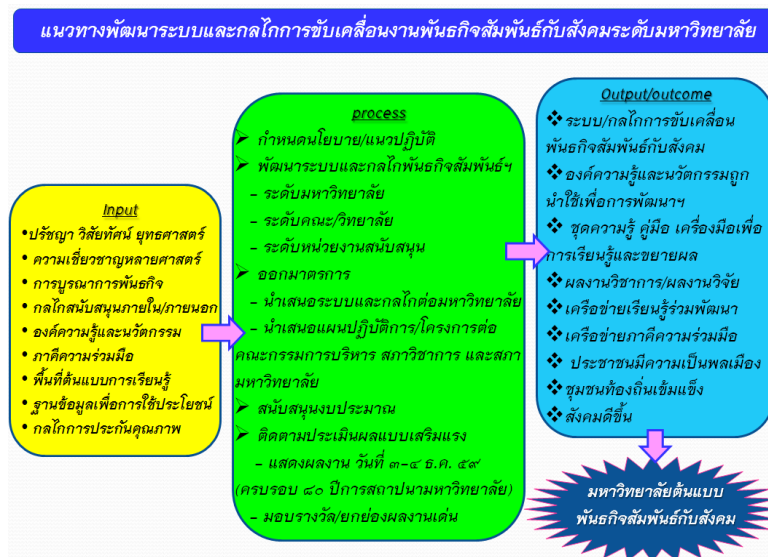 แนวทางพัฒนาระบบและกลไกการขับเคลื่อนงานพันธกิจสัมพันธ์กับสังคมระดับมหาวิทยาลัย
Input
•ปรัชญา วิสัยทัศน์ ยุทธศาสตร์
•ความเชี่ยวชาญหลายศาสตร์
•การบูรณาการพันธกิจ
•กลไกสนับสนุนภายใน/ภายนอก
•องค์ความรู้และนวัตกรรม
•ภาคีความร่วมมือ
•พื้นที่ต้นแบบการเรียนรู้
•ฐานข้อมูลเพื่อการใช้ประโยชน์
•กลไกการประกันคุณภาพ
process
➢ กำหนดนโยบาย/แนวปฏิบัติ
➢ พัฒนาระบบและกลไกพันธกิจสัมพันธ์ฯ
– ระดับมหาวิทยาลัย
– ระดับคณะ/วิทยาลัย
– ระดับหน่วยงานสนับสนุน
➢ ออกมาตรการ
– นำเสนอระบบและกลไกต่อมหาวิทยาลัย
– นำเสนอแผนปฏิบัติการ/โครงการต่อ
คณะกรรมการบริหาร สภาวิชาการ และสภา
มหาวิทยาลัย
➢ สนับสนุนงบประมาณ
➢ ติดตามประเมินผลแบบเสริมแรง
– แสดงผลงาน วันที่ ๓-๔ ธ.ค. ๕๙
(ครบรอบ ๘๐ ปีการสถาปนามหาวิทยาลัย)
– มอบรางวัล/ยกย่องผลงานเด่น
Output/outcome
❖ระบบ/กลไกการขับเคลื่อน
พันธกิจสัมพันธ์กับสังคม
❖องค์ความรู้และนวัตกรรมถูก
นำใช้เพื่อการพัฒนาฯ
❖ ชุดความรู้ คู่มือ เครื่องมือเพื่อ
การเรียนรู้และขยายผล
❖ผลงานวิชาการ/ผลงานวิจัย
❖เครือข่ายเรียนรู้ร่วมพัฒนา
❖เครือข่ายภาคีความร่วมมือ
❖ ประชาชนมีความเป็นพลเมือง
❖ชุมชนท้องถิ่นเข้มแข็ง
❖สังคมดีขึ้น
มหาวิทยาลัยต้นแบบ
พันธกิจสัมพันธ์กับสังคม